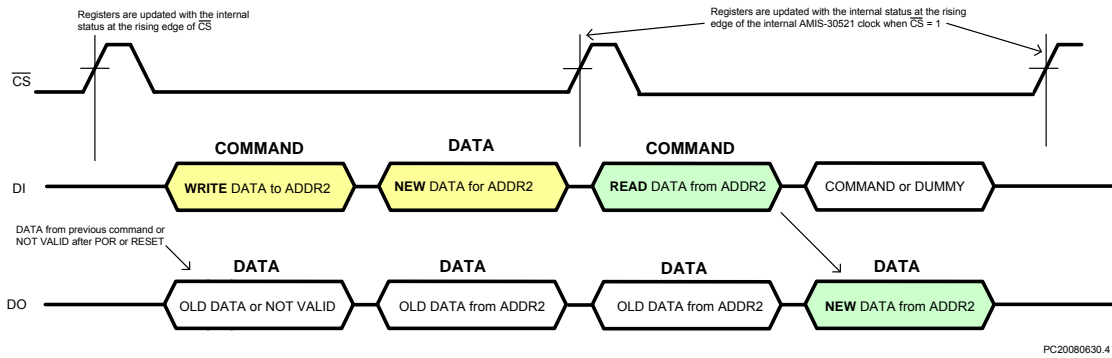 Registers are updated with the internal
status at the rising edge of CS
Registers are updated with the internal status at the rising
edge of the internal AMIS-30521 clock when CS = 1
CS
COMMAND
DATA
COMMAND
DI
WRITE DATA to ADDR2
NEW DATA for ADDR2
READ DATA from ADDR2
COMMAND or DUMMY
DATA from previous command or
NOT VALID after POR or RESET
DATA
DATA
DATA
DATA
DO
OLD DATA or NOT VALID
OLD DATA from ADDR2
OLD DATA from ADDR2
NEW DATA from ADDR2
PC20080630.4